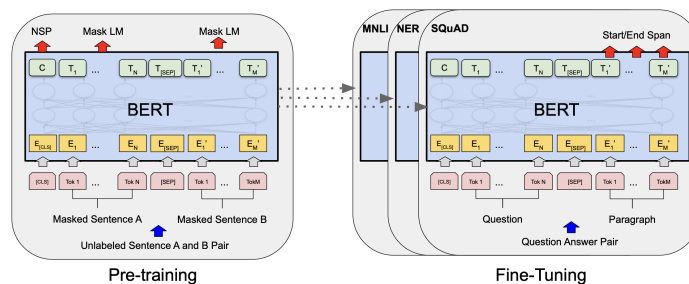 NSP Mask LM Mask LM
C T1 ... TN T[SEP] T1' ... TM'
BERT
E[CLS] E1 ... EN E[SEP] E1' ... EM'
[CLS] Tok 1 ... Tok N [SEP] Tok 1 ... TokM
Masked Sentence A Masked Sentence B
Unlabeled Sentence A and B Pair
Pre-training
MNLI NER SQuAD
Start/End Span
C T1 ... TN T[SEP] T1' ... TM'
BERT
E[CLS] E1 ... EN E[SEP] E1' ... EM'
[CLS] Tok 1 ... Tok N [SEP] Tok 1 ... TokM
Question Paragraph
Question Answer Pair
Fine-Tuning